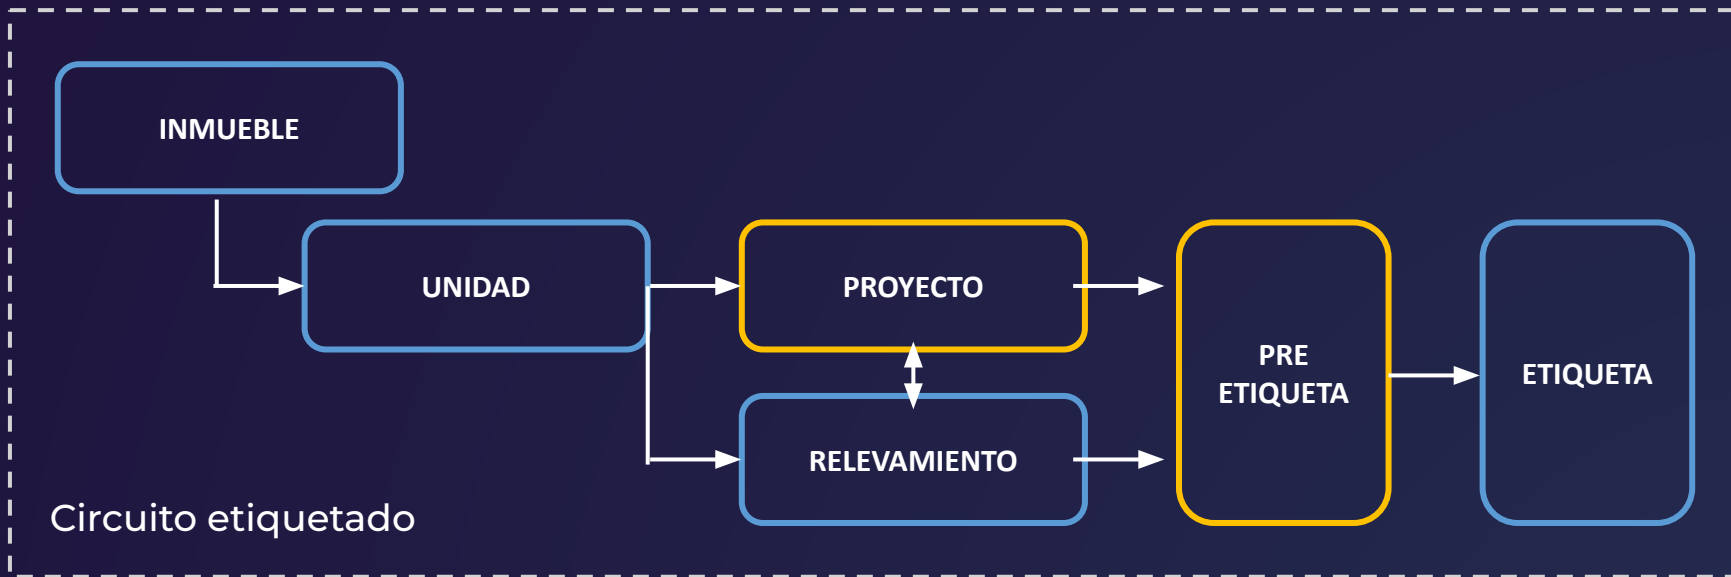 INMUEBLE
UNIDAD
PROYECTO
RELEVAMIENTO
PRE
ETIQUETA
ETIQUETA
Circuito etiquetado